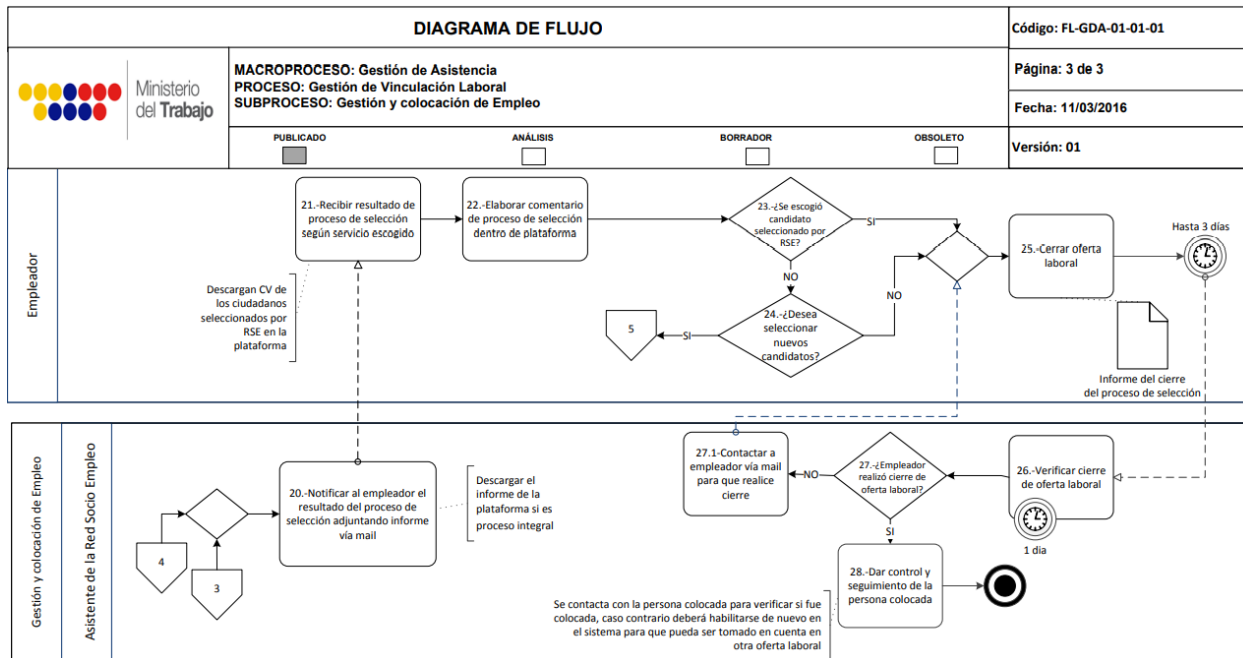 DIAGRAMA DE FLUJO
Código: FL-GDA-01-01-01
Ministerio
del Trabajo
MACROPROCESO: Gestión de Asistencia
PROCESO: Gestión de Vinculación Laboral
SUBPROCESO: Gestión y colocación de Empleo
Página: 3 de 3
Fecha: 11/03/2016
PUBLICADO
ANÁLISIS
BORRADOR
OBSOLETO
Versión: 01
Empleador
21.-Recibir resultado de
proceso de selección
según servicio escogido
22.-Elaborar comentario
de proceso de selección
dentro de plataforma
23.-¿Se escogió
candidato
seleccionado por
RSE?
SI
NO
25.-Cerrar oferta
laboral
Hasta 3 días
Descargan CV de
los ciudadanos
seleccionados por
RSE en la
plataforma
5
SI
24.-¿Desea
seleccionar
nuevos
candidatos?
NO
Informe del cierre
del proceso de selección
Gestión y colocación de Empleo
Asistente de la Red Socio Empleo
4
3
20.-Notificar al empleador el
resultado del proceso de
selección adjuntando informe
vía mail
Descargar el
informe de la
plataforma si es
proceso integral
27.1-Contactar a
empleador vía mail
para que realice
cierre
NO
27.-¿Empleador
realizó cierre de
oferta laboral?
SI
26.-Verificar cierre
de oferta laboral
1 dia
28.-Dar control y
seguimiento de la
persona colocada
Se contacta con la persona colocada para verificar si fue
colocada, caso contrario deberá habilitarse de nuevo en
el sistema para que pueda ser tomado en cuenta en
otra oferta laboral